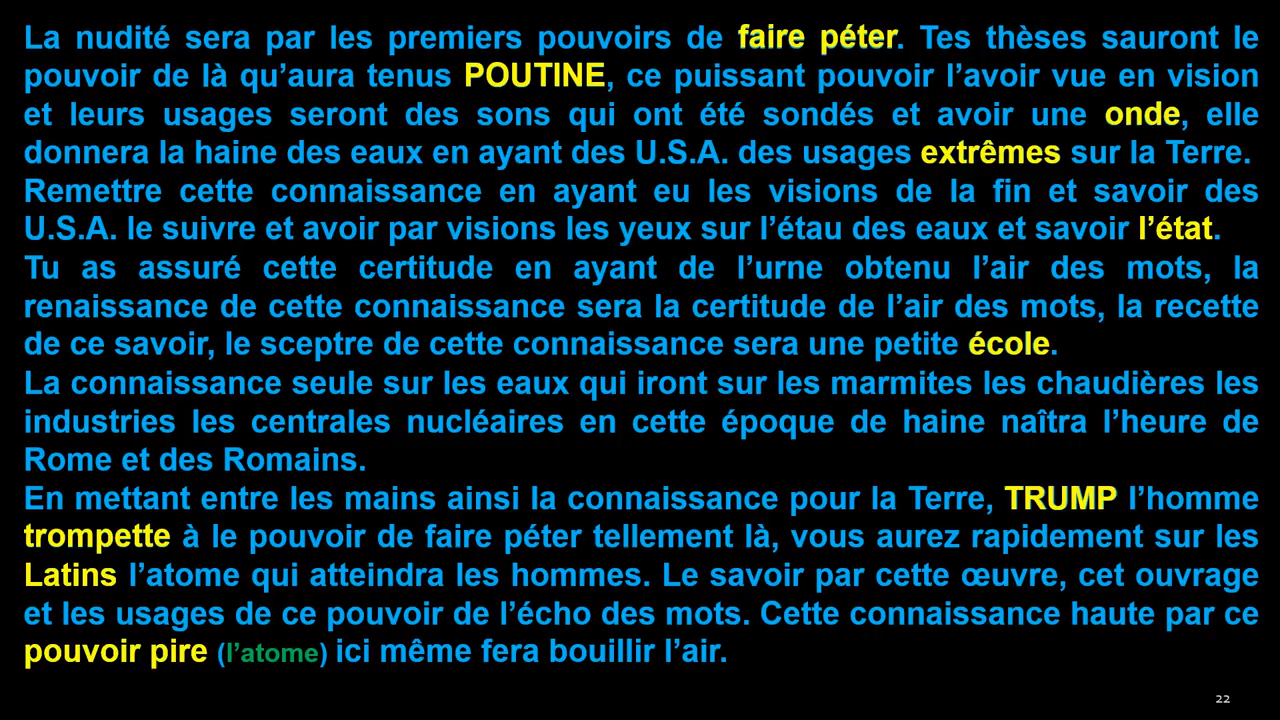 La nudité sera par les premiers pouvoirs de faire péter. Tes thèses sauront le
pouvoir de là qu’aura tenus POUTINE, ce puissant pouvoir l’avoir vue en vision
et leurs usages seront des sons qui ont été sondés et avoir une onde, elle
donnera la haine des eaux en ayant des U.S.A. des usages extrêmes sur la Terre.
Remettre cette connaissance en ayant eu les visions de la fin et savoir des
U.S.A. le suivre et avoir par visions les yeux sur l’étau des eaux et savoir l’état.
Tu as assuré cette certitude en ayant de l’urne obtenu l’air des mots, la
renaissance de cette connaissance sera la certitude de l’air des mots, la recette
de ce savoir, le sceptre de cette connaissance sera une petite école.
La connaissance seule sur les eaux qui iront sur les marmites les chaudières les
industries les centrales nucléaires en cette époque de haine naîtra l’heure de
Rome et des Romains.
En mettant entre les mains ainsi la connaissance pour la Terre, TRUMP l’homme
trompette à le pouvoir de faire péter tellement là, vous aurez rapidement sur les
Latins l’atome qui atteindra les hommes. Le savoir par cette œuvre, cet ouvrage
et les usages de ce pouvoir de l’écho des mots. Cette connaissance haute par ce
pouvoir pire (l’atome) ici même fera bouillir l’air.
22